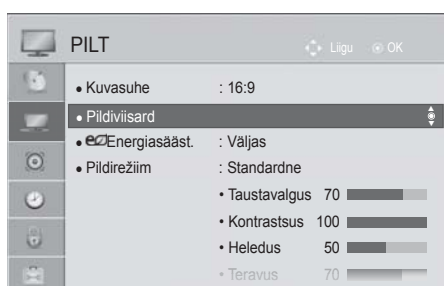 PILT Liigu OK
• Kuvasuhe : 16:9
• Pildiviisard
• eco Energiasääst. : Väljas
• Pildirežiim : Standardne
• Taustavalgus 70
• Kontrastsus 100
• Heledus 50
• Teravus 70